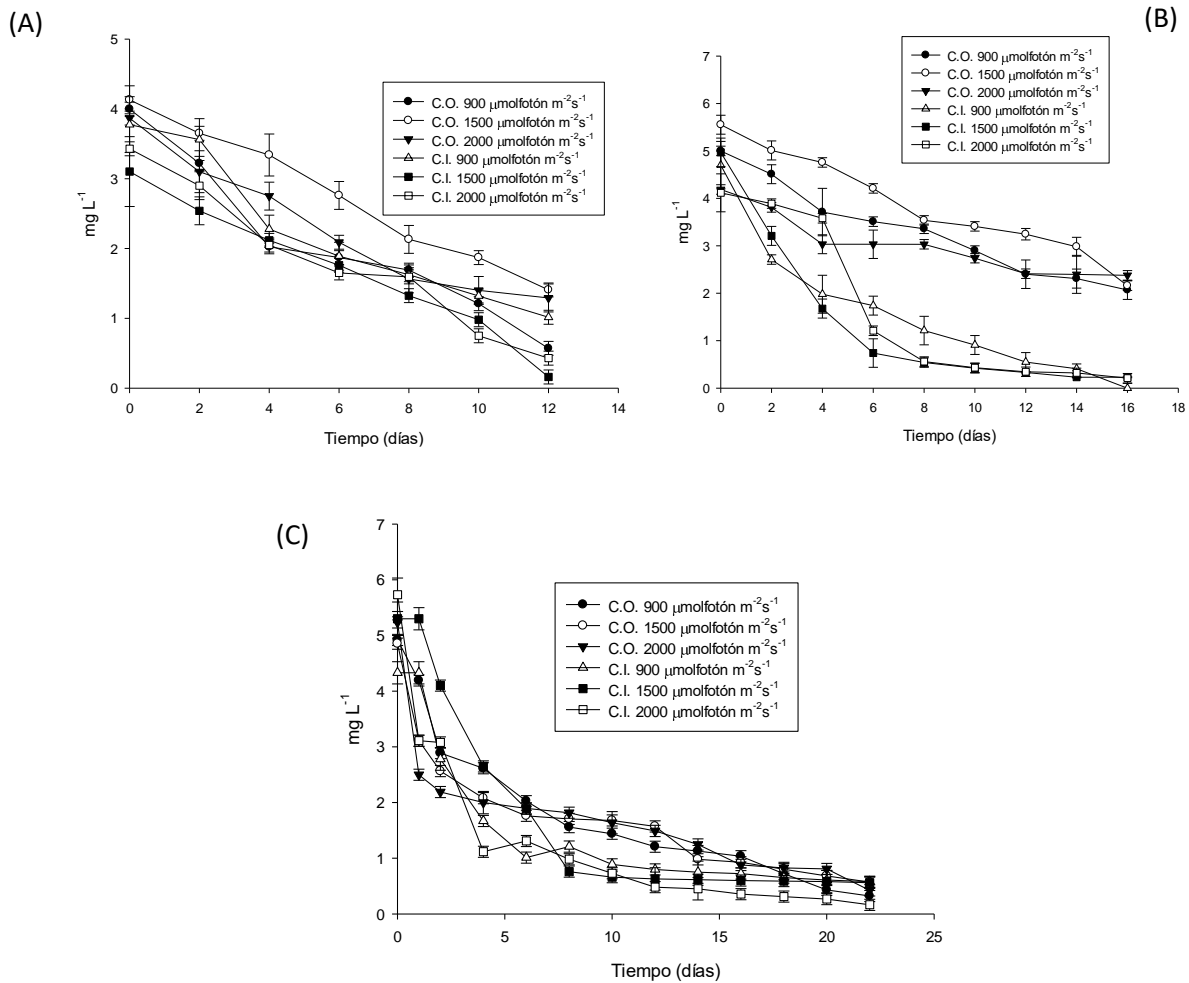 (A)
(B)
5
4
3
2
1
0
mg L⁻¹
C.O. 900 μmolfotón m⁻²s⁻¹
C.O. 1500 μmolfotón m⁻²s⁻¹
C.O. 2000 μmolfotón m⁻²s⁻¹
C.I. 900 μmolfotón m⁻²s⁻¹
C.I. 1500 μmolfotón m⁻²s⁻¹
C.I. 2000 μmolfotón m⁻²s⁻¹
0 2 4 6 8 10 12 14
Tiempo (días)
7
6
5
4
3
2
1
0
mg L⁻¹
C.O. 900 μmolfotón m⁻²s⁻¹
C.O. 1500 μmolfotón m⁻²s⁻¹
C.O. 2000 μmolfotón m⁻²s⁻¹
C.I. 900 μmolfotón m⁻²s⁻¹
C.I. 1500 μmolfotón m⁻²s⁻¹
C.I. 2000 μmolfotón m⁻²s⁻¹
0 2 4 6 8 10 12 14 16 18
Tiempo (días)
(C)
7
6
5
4
3
2
1
0
mg L⁻¹
C.O. 900 μmolfotón m⁻²s⁻¹
C.O. 1500 μmolfotón m⁻²s⁻¹
C.O. 2000 μmolfotón m⁻²s⁻¹
C.I. 900 μmolfotón m⁻²s⁻¹
C.I. 1500 μmolfotón m⁻²s⁻¹
C.I. 2000 μmolfotón m⁻²s⁻¹
0 5 10 15 20 25
Tiempo (días)